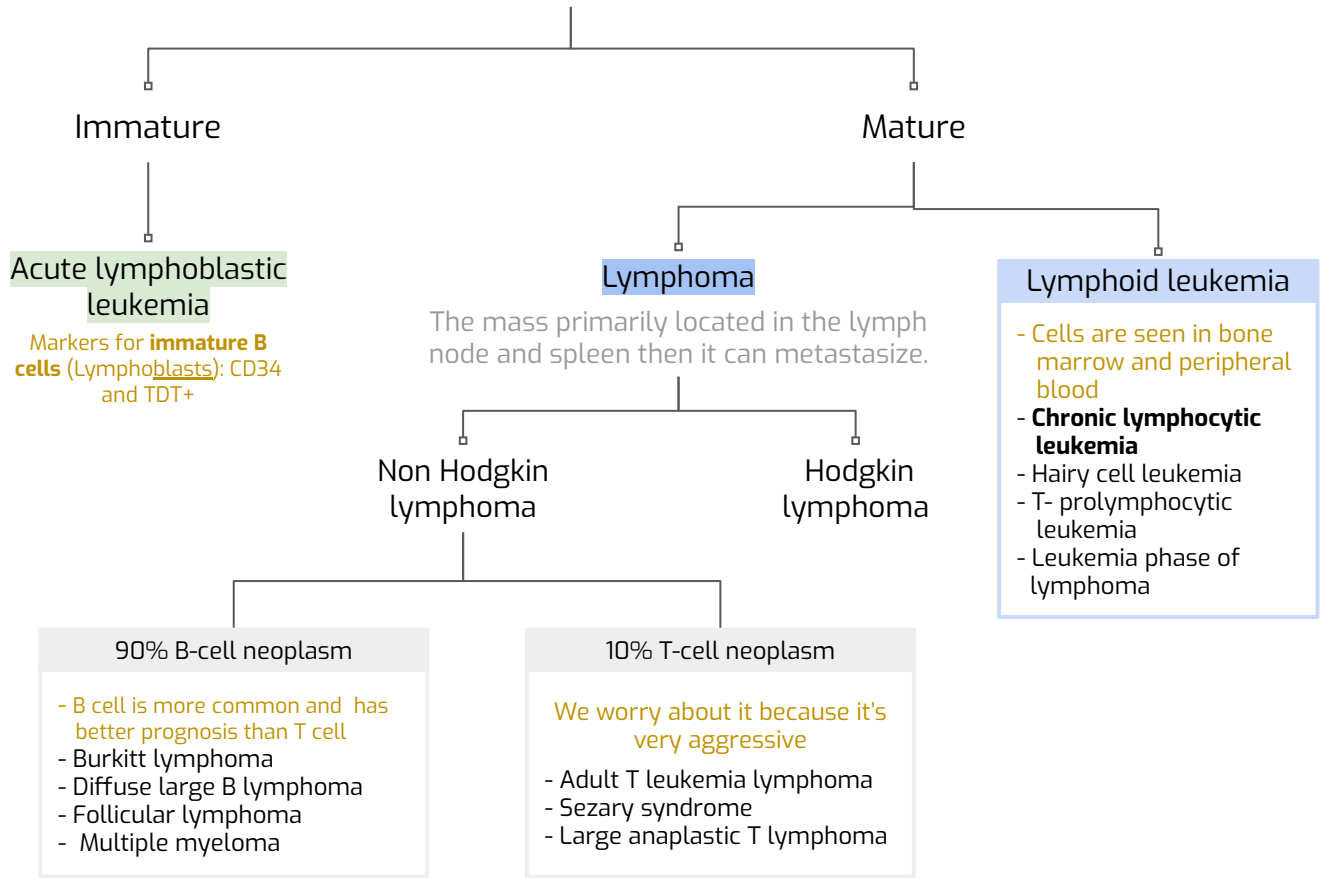 Immature
Mature
Acute lymphoblastic
leukemia
Markers for immature B
cells (Lymphoblasts): CD34
and TDT+
Lymphoma
The mass primarily located in the lymph
node and spleen then it can metastasize.
Lymphoid leukemia
- Cells are seen in bone
marrow and peripheral
blood
- Chronic lymphocytic
leukemia
- Hairy cell leukemia
- T- prolymphocytic
leukemia
- Leukemia phase of
lymphoma
Non Hodgkin
lymphoma
Hodgkin
lymphoma
90% B-cell neoplasm
- B cell is more common and has
better prognosis than T cell
- Burkitt lymphoma
- Diffuse large B lymphoma
- Follicular lymphoma
- Multiple myeloma
10% T-cell neoplasm
We worry about it because it's
very aggressive
- Adult T leukemia lymphoma
- Sezary syndrome
- Large anaplastic T lymphoma